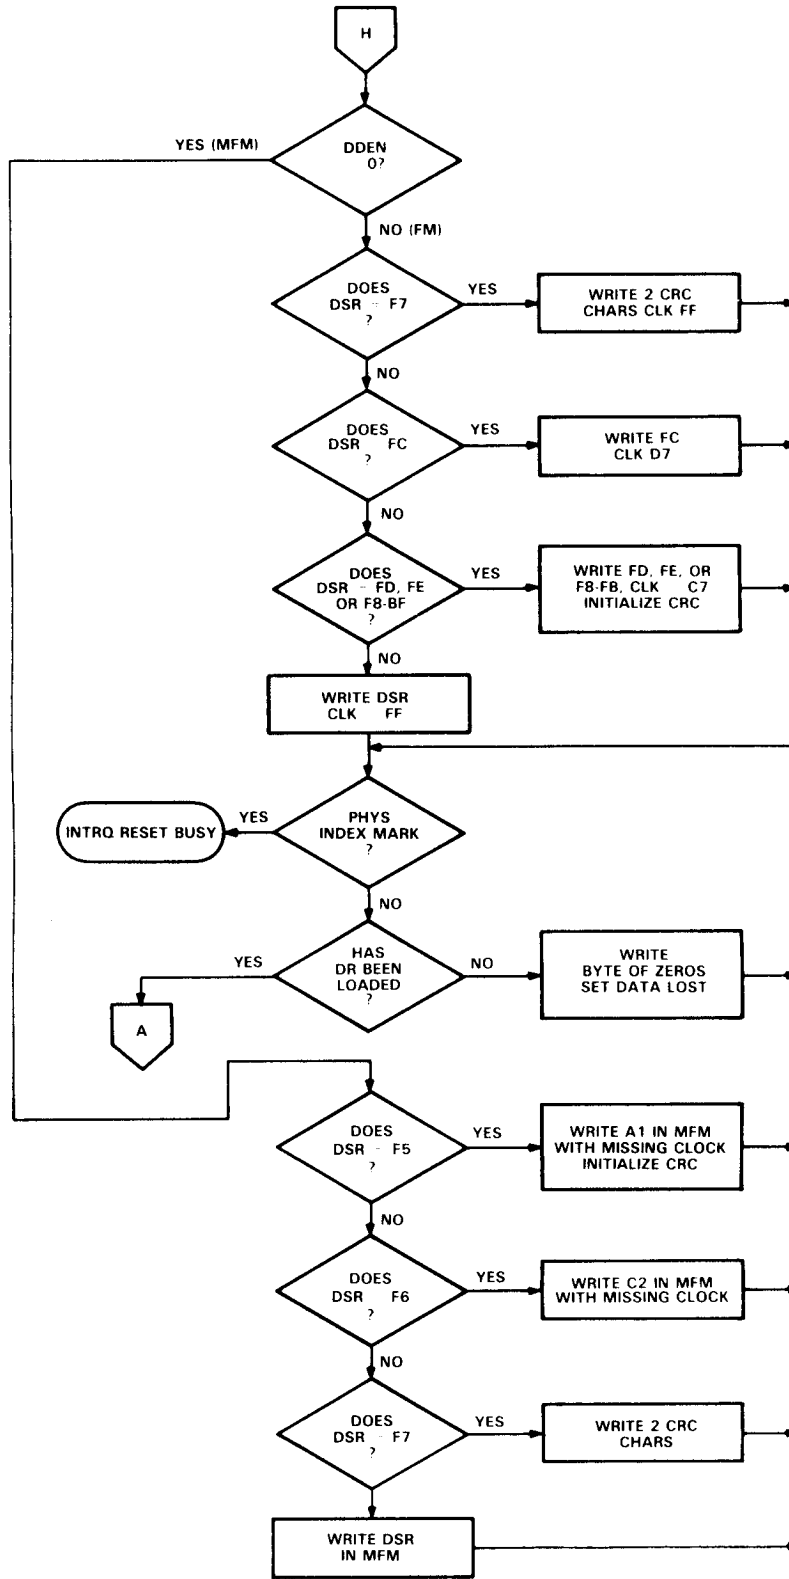 H
YES (MFM)
DDEN
0?
NO (FM)
DOES
DSR = F7
?
YES
WRITE 2 CRC
CHARS CLK FF
NO
DOES
DSR FC
?
YES
WRITE FC
CLK D7
NO
DOES
DSR = FD, FE
OR F8-BF
?
YES
WRITE FD, FE, OR
F8-FB, CLK C7
INITIALIZE CRC
NO
WRITE DSR
CLK FF
PHYS
INDEX MARK
?
YES
INTRQ RESET BUSY
NO
HAS
DR BEEN
LOADED
?
YES
A
NO
WRITE
BYTE OF ZEROS
SET DATA LOST
DOES
DSR = F5
?
YES
WRITE A1 IN MFM
WITH MISSING CLOCK
INITIALIZE CRC
NO
DOES
DSR F6
?
YES
WRITE C2 IN MFM
WITH MISSING CLOCK
NO
DOES
DSR = F7
?
YES
WRITE 2 CRC
CHARS
WRITE DSR
IN MFM